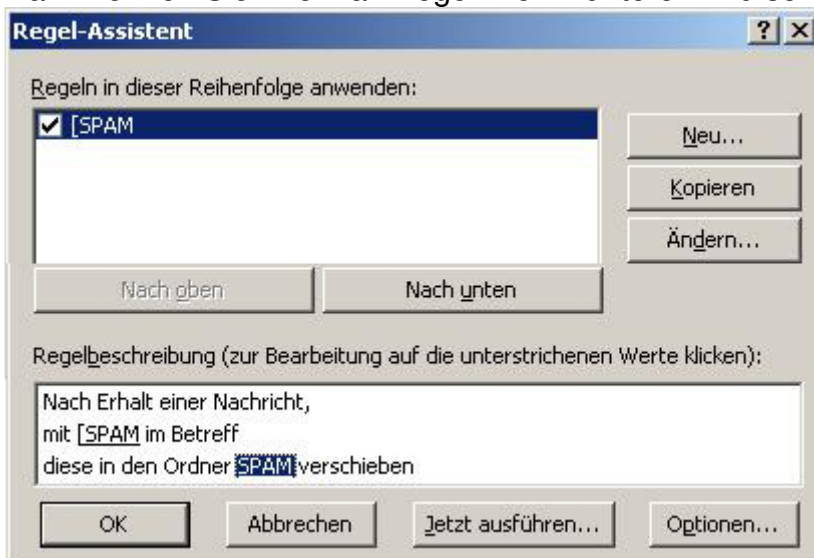 Regel-Assistent
Regeln in dieser Reihenfolge anwenden:
[SPAM
Neu...
Kopieren
Ändern...
Nach oben
Nach unten
Regelbeschreibung (zur Bearbeitung auf die unterstrichenen Werte klicken):
Nach Erhalt einer Nachricht,
mit [SPAM im Betreff
diese in den Ordner SPAM verschieben
OK
Abbrechen
Jetzt ausführen...
Optionen...